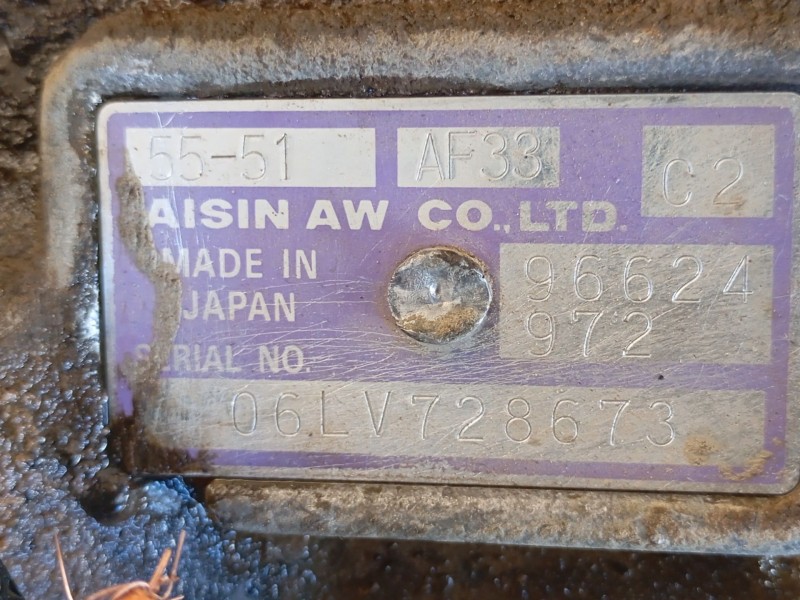 55-51 AF33 C2
AISIN AW CO.,LTD.
MADE IN
JAPAN
96624
972
SERIAL NO.
06LV728673